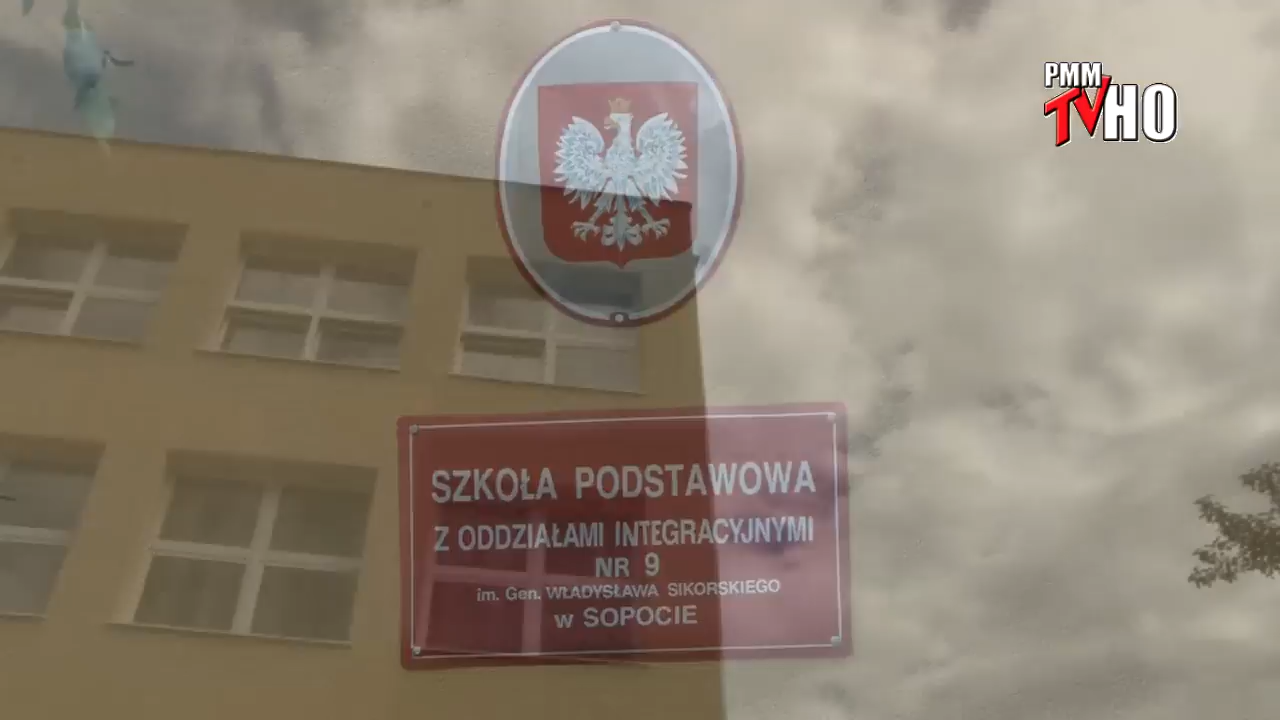 PMM
TVHO
SZKOŁA PODSTAWOWA
Z ODDZIAŁAMI INTEGRACYJNYMI
NR 9
im. Gen. WŁADYSŁAWA SIKORSKIEGO
w SOPOCIE